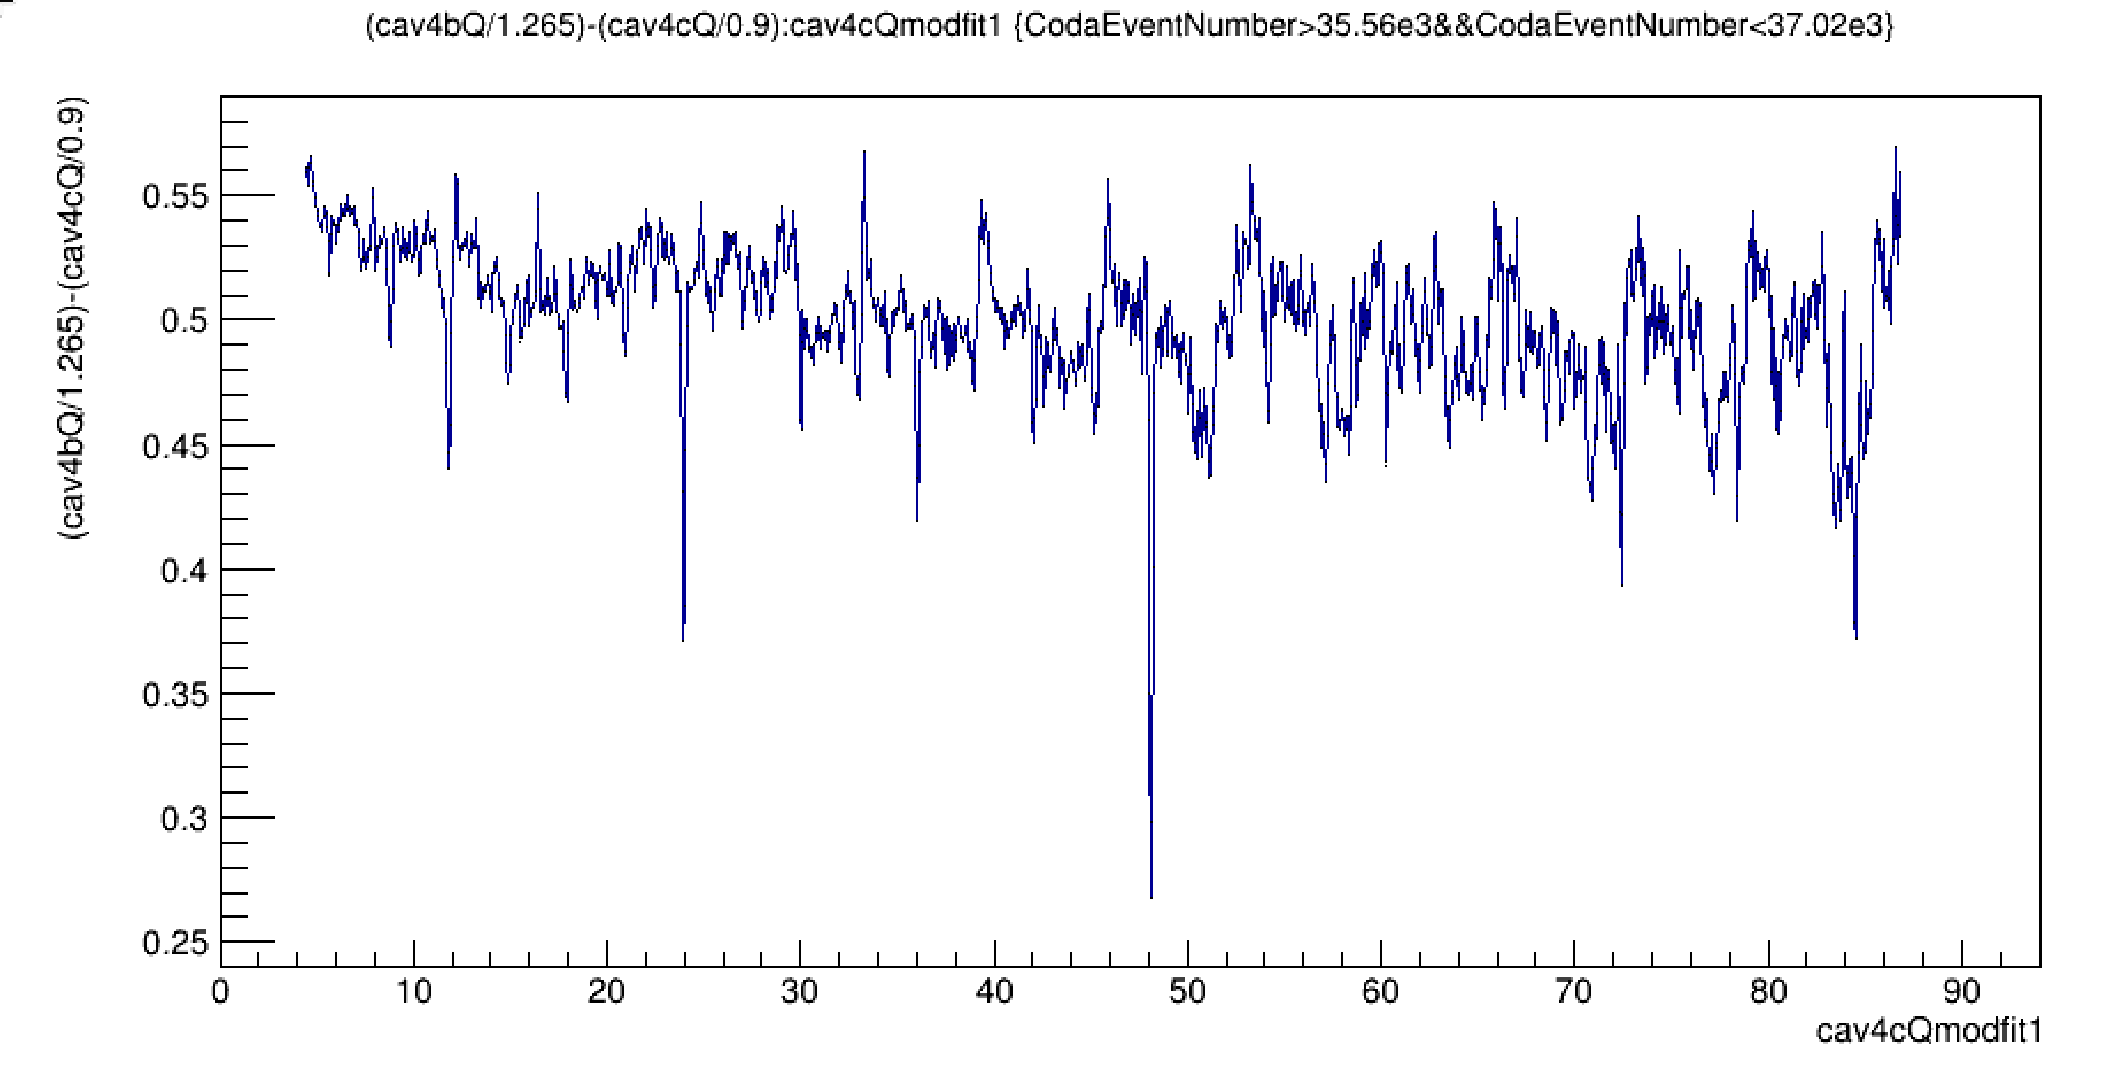 (cav4bQ/1.265)-(cav4cQ/0.9):cav4cQmodfit1 {CodaEventNumber>35.56e3&&CodaEventNumber<37.02e3}
(cav4bQ/1.265)-(cav4cQ/0.9)
0.55
0.5
0.45
0.4
0.35
0.3
0.25
0 10 20 30 40 50 60 70 80 90
cav4cQmodfit1